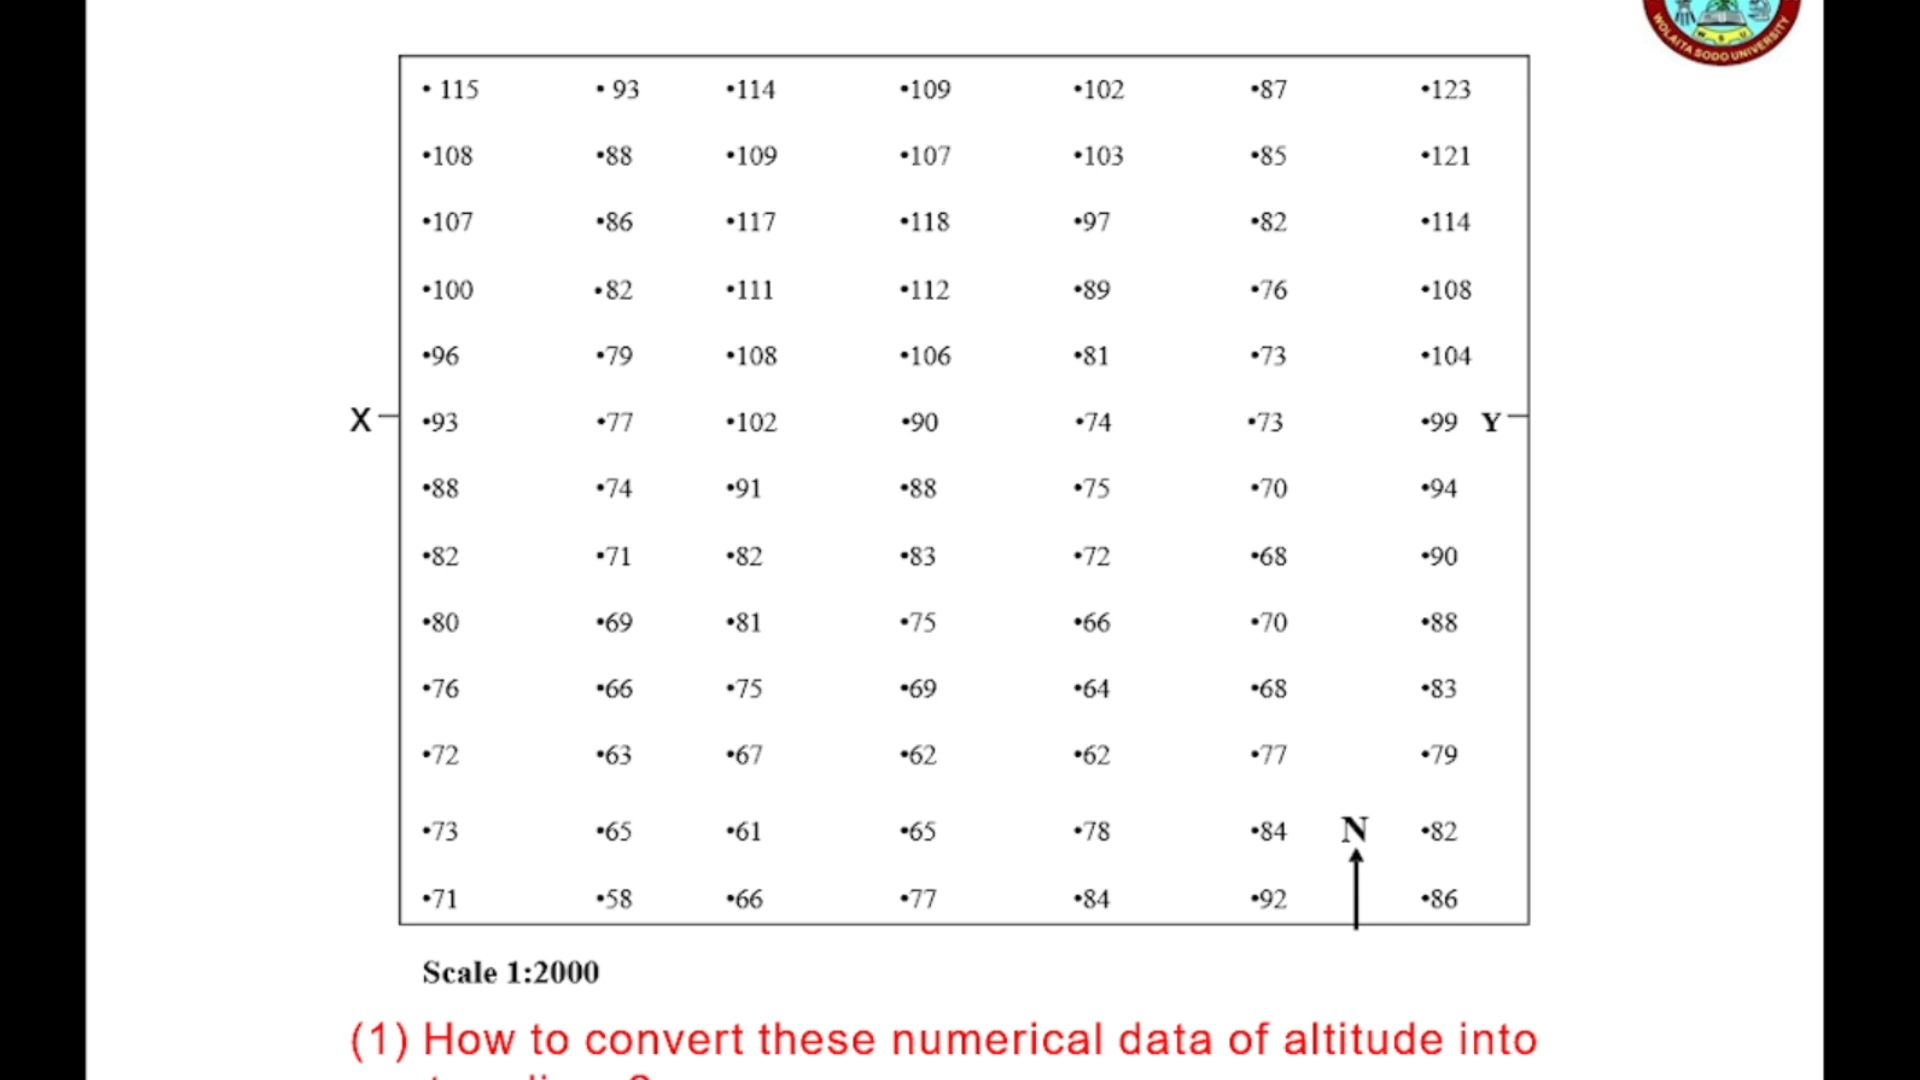 WOLAITA SODO UNIVERSITY
W S U
• 115 • 93 •114 •109 •102 •87 •123
•108 •88 •109 •107 •103 •85 •121
•107 •86 •117 •118 •97 •82 •114
•100 •82 •111 •112 •89 •76 •108
•96 •79 •108 •106 •81 •73 •104
X •93 •77 •102 •90 •74 •73 •99 Y
•88 •74 •91 •88 •75 •70 •94
•82 •71 •82 •83 •72 •68 •90
•80 •69 •81 •75 •66 •70 •88
•76 •66 •75 •69 •64 •68 •83
•72 •63 •67 •62 •62 •77 •79
•73 •65 •61 •65 •78 •84 N •82
•71 •58 •66 •77 •84 •92 •86
Scale 1:2000
(1) How to convert these numerical data of altitude into